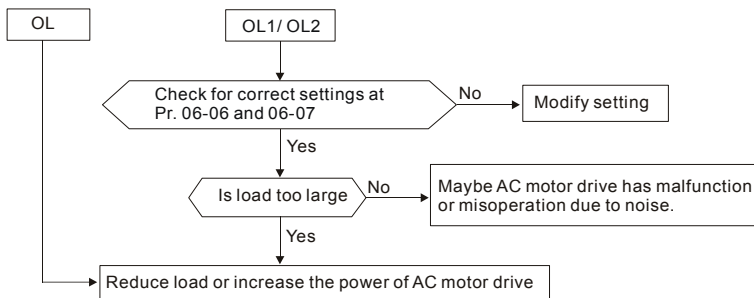 OL
OL1/ OL2
Check for correct settings at
Pr. 06-06 and 06-07
No
Modify setting
Yes
Is load too large
No
Maybe AC motor drive has malfunction
or misoperation due to noise.
Yes
Reduce load or increase the power of AC motor drive